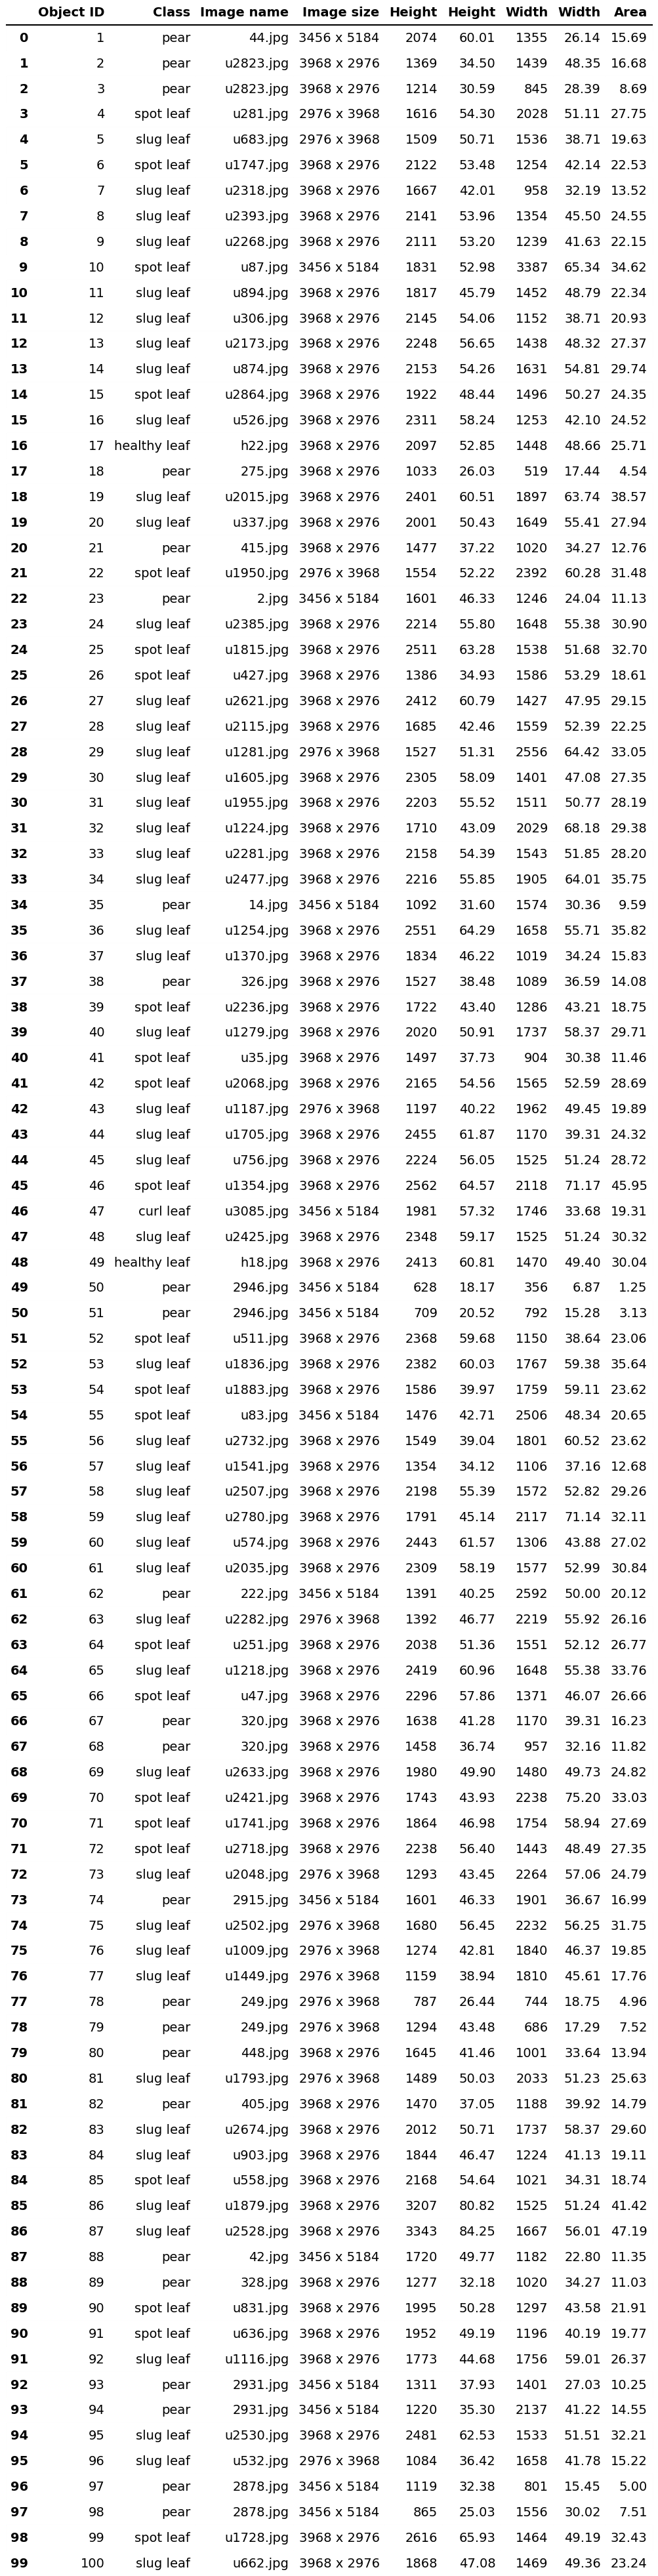 Object ID Class Image name Image size Height Height Width Width Area
0 1 pear 44.jpg 3456 x 5184 2074 60.01 1355 26.14 15.69
1 2 pear u2823.jpg 3968 x 2976 1369 34.50 1439 48.35 16.68
2 3 pear u2823.jpg 3968 x 2976 1214 30.59 845 28.39 8.69
3 4 spot leaf u281.jpg 2976 x 3968 1616 54.30 2028 51.11 27.75
4 5 slug leaf u683.jpg 2976 x 3968 1509 50.71 1536 38.71 19.63
5 6 spot leaf u1747.jpg 3968 x 2976 2122 53.48 1254 42.14 22.53
6 7 slug leaf u2318.jpg 3968 x 2976 1667 42.01 958 32.19 13.52
7 8 slug leaf u2393.jpg 3968 x 2976 2141 53.96 1354 45.50 24.55
8 9 slug leaf u2268.jpg 3968 x 2976 2111 53.20 1239 41.63 22.15
9 10 spot leaf u87.jpg 3456 x 5184 1831 52.98 3387 65.34 34.62
10 11 slug leaf u894.jpg 3968 x 2976 1817 45.79 1452 48.79 22.34
11 12 slug leaf u306.jpg 3968 x 2976 2145 54.06 1152 38.71 20.93
12 13 slug leaf u2173.jpg 3968 x 2976 2248 56.65 1438 48.32 27.37
13 14 slug leaf u874.jpg 3968 x 2976 2153 54.26 1631 54.81 29.74
14 15 spot leaf u2864.jpg 3968 x 2976 1922 48.44 1496 50.27 24.35
15 16 slug leaf u526.jpg 3968 x 2976 2311 58.24 1253 42.10 24.52
16 17 healthy leaf h22.jpg 3968 x 2976 2097 52.85 1448 48.66 25.71
17 18 pear 275.jpg 3968 x 2976 1033 26.03 519 17.44 4.54
18 19 slug leaf u2015.jpg 3968 x 2976 2401 60.51 1897 63.74 38.57
19 20 slug leaf u337.jpg 3968 x 2976 2001 50.43 1649 55.41 27.94
20 21 pear 415.jpg 3968 x 2976 1477 37.22 1020 34.27 12.76
21 22 spot leaf u1950.jpg 2976 x 3968 1554 52.22 2392 60.28 31.48
22 23 pear 2.jpg 3456 x 5184 1601 46.33 1246 24.04 11.13
23 24 slug leaf u2385.jpg 3968 x 2976 2214 55.80 1648 55.38 30.90
24 25 spot leaf u1815.jpg 3968 x 2976 2511 63.28 1538 51.68 32.70
25 26 spot leaf u427.jpg 3968 x 2976 1386 34.93 1586 53.29 18.61
26 27 slug leaf u2621.jpg 3968 x 2976 2412 60.79 1427 47.95 29.15
27 28 slug leaf u2115.jpg 3968 x 2976 1685 42.46 1559 52.39 22.25
28 29 slug leaf u1281.jpg 2976 x 3968 1527 51.31 2556 64.42 33.05
29 30 slug leaf u1605.jpg 3968 x 2976 2305 58.09 1401 47.08 27.35
30 31 slug leaf u1955.jpg 3968 x 2976 2203 55.52 1511 50.77 28.19
31 32 slug leaf u1224.jpg 3968 x 2976 1710 43.09 2029 68.18 29.38
32 33 slug leaf u2281.jpg 3968 x 2976 2158 54.39 1543 51.85 28.20
33 34 slug leaf u2477.jpg 3968 x 2976 2216 55.85 1905 64.01 35.75
34 35 pear 14.jpg 3456 x 5184 1092 31.60 1574 30.36 9.59
35 36 slug leaf u1254.jpg 3968 x 2976 2551 64.29 1658 55.71 35.82
36 37 slug leaf u1370.jpg 3968 x 2976 1834 46.22 1019 34.24 15.83
37 38 pear 326.jpg 3968 x 2976 1527 38.48 1089 36.59 14.08
38 39 spot leaf u2236.jpg 3968 x 2976 1722 43.40 1286 43.21 18.75
39 40 slug leaf u1279.jpg 3968 x 2976 2020 50.91 1737 58.37 29.71
40 41 spot leaf u35.jpg 3968 x 2976 1497 37.73 904 30.38 11.46
41 42 spot leaf u2068.jpg 3968 x 2976 2165 54.56 1565 52.59 28.69
42 43 slug leaf u1187.jpg 2976 x 3968 1197 40.22 1962 49.45 19.89
43 44 slug leaf u1705.jpg 3968 x 2976 2455 61.87 1170 39.31 24.32
44 45 slug leaf u756.jpg 3968 x 2976 2224 56.05 1525 51.24 28.72
45 46 spot leaf u1354.jpg 3968 x 2976 2562 64.57 2118 71.17 45.95
46 47 curl leaf u3085.jpg 3456 x 5184 1981 57.32 1746 33.68 19.31
47 48 slug leaf u2425.jpg 3968 x 2976 2348 59.17 1525 51.24 30.32
48 49 healthy leaf h18.jpg 3968 x 2976 2413 60.81 1470 49.40 30.04
49 50 pear 2946.jpg 3456 x 5184 628 18.17 356 6.87 1.25
50 51 pear 2946.jpg 3456 x 5184 709 20.52 792 15.28 3.13
51 52 spot leaf u511.jpg 3968 x 2976 2368 59.68 1150 38.64 23.06
52 53 slug leaf u1836.jpg 3968 x 2976 2382 60.03 1767 59.38 35.64
53 54 spot leaf u1883.jpg 3968 x 2976 1586 39.97 1759 59.11 23.62
54 55 spot leaf u83.jpg 3456 x 5184 1476 42.71 2506 48.34 20.65
55 56 slug leaf u2732.jpg 3968 x 2976 1549 39.04 1801 60.52 23.62
56 57 slug leaf u1541.jpg 3968 x 2976 1354 34.12 1106 37.16 12.68
57 58 slug leaf u2507.jpg 3968 x 2976 2198 55.39 1572 52.82 29.26
58 59 slug leaf u2780.jpg 3968 x 2976 1791 45.14 2117 71.14 32.11
59 60 slug leaf u574.jpg 3968 x 2976 2443 61.57 1306 43.88 27.02
60 61 slug leaf u2035.jpg 3968 x 2976 2309 58.19 1577 52.99 30.84
61 62 pear 222.jpg 3456 x 5184 1391 40.25 2592 50.00 20.12
62 63 slug leaf u2282.jpg 2976 x 3968 1392 46.77 2219 55.92 26.16
63 64 spot leaf u251.jpg 3968 x 2976 2038 51.36 1551 52.12 26.77
64 65 slug leaf u1218.jpg 3968 x 2976 2419 60.96 1648 55.38 33.76
65 66 spot leaf u47.jpg 3968 x 2976 2296 57.86 1371 46.07 26.66
66 67 pear 320.jpg 3968 x 2976 1638 41.28 1170 39.31 16.23
67 68 pear 320.jpg 3968 x 2976 1458 36.74 957 32.16 11.82
68 69 slug leaf u2633.jpg 3968 x 2976 1980 49.90 1480 49.73 24.82
69 70 spot leaf u2421.jpg 3968 x 2976 1743 43.93 2238 75.20 33.03
70 71 spot leaf u1741.jpg 3968 x 2976 1864 46.98 1754 58.94 27.69
71 72 spot leaf u2718.jpg 3968 x 2976 2238 56.40 1443 48.49 27.35
72 73 slug leaf u2048.jpg 2976 x 3968 1293 43.45 2264 57.06 24.79
73 74 pear 2915.jpg 3456 x 5184 1601 46.33 1901 36.67 16.99
74 75 slug leaf u2502.jpg 2976 x 3968 1680 56.45 2232 56.25 31.75
75 76 slug leaf u1009.jpg 2976 x 3968 1274 42.81 1840 46.37 19.85
76 77 slug leaf u1449.jpg 2976 x 3968 1159 38.94 1810 45.61 17.76
77 78 pear 249.jpg 2976 x 3968 787 26.44 744 18.75 4.96
78 79 pear 249.jpg 2976 x 3968 1294 43.48 686 17.29 7.52
79 80 pear 448.jpg 3968 x 2976 1645 41.46 1001 33.64 13.94
80 81 slug leaf u1793.jpg 2976 x 3968 1489 50.03 2033 51.23 25.63
81 82 pear 405.jpg 3968 x 2976 1470 37.05 1188 39.92 14.79
82 83 slug leaf u2674.jpg 3968 x 2976 2012 50.71 1737 58.37 29.60
83 84 slug leaf u903.jpg 3968 x 2976 1844 46.47 1224 41.13 19.11
84 85 spot leaf u558.jpg 3968 x 2976 2168 54.64 1021 34.31 18.74
85 86 slug leaf u1879.jpg 3968 x 2976 3207 80.82 1525 51.24 41.42
86 87 slug leaf u2528.jpg 3968 x 2976 3343 84.25 1667 56.01 47.19
87 88 pear 42.jpg 3456 x 5184 1720 49.77 1182 22.80 11.35
88 89 pear 328.jpg 3968 x 2976 1277 32.18 1020 34.27 11.03
89 90 spot leaf u831.jpg 3968 x 2976 1995 50.28 1297 43.58 21.91
90 91 spot leaf u636.jpg 3968 x 2976 1952 49.19 1196 40.19 19.77
91 92 slug leaf u1116.jpg 3968 x 2976 1773 44.68 1756 59.01 26.37
92 93 pear 2931.jpg 3456 x 5184 1311 37.93 1401 27.03 10.25
93 94 pear 2931.jpg 3456 x 5184 1220 35.30 2137 41.22 14.55
94 95 slug leaf u2530.jpg 3968 x 2976 2481 62.53 1533 51.51 32.21
95 96 slug leaf u532.jpg 2976 x 3968 1084 36.42 1658 41.78 15.22
96 97 pear 2878.jpg 3456 x 5184 1119 32.38 801 15.45 5.00
97 98 pear 2878.jpg 3456 x 5184 865 25.03 1556 30.02 7.51
98 99 spot leaf u1728.jpg 3968 x 2976 2616 65.93 1464 49.19 32.43
99 100 slug leaf u662.jpg 3968 x 2976 1868 47.08 1469 49.36 23.24